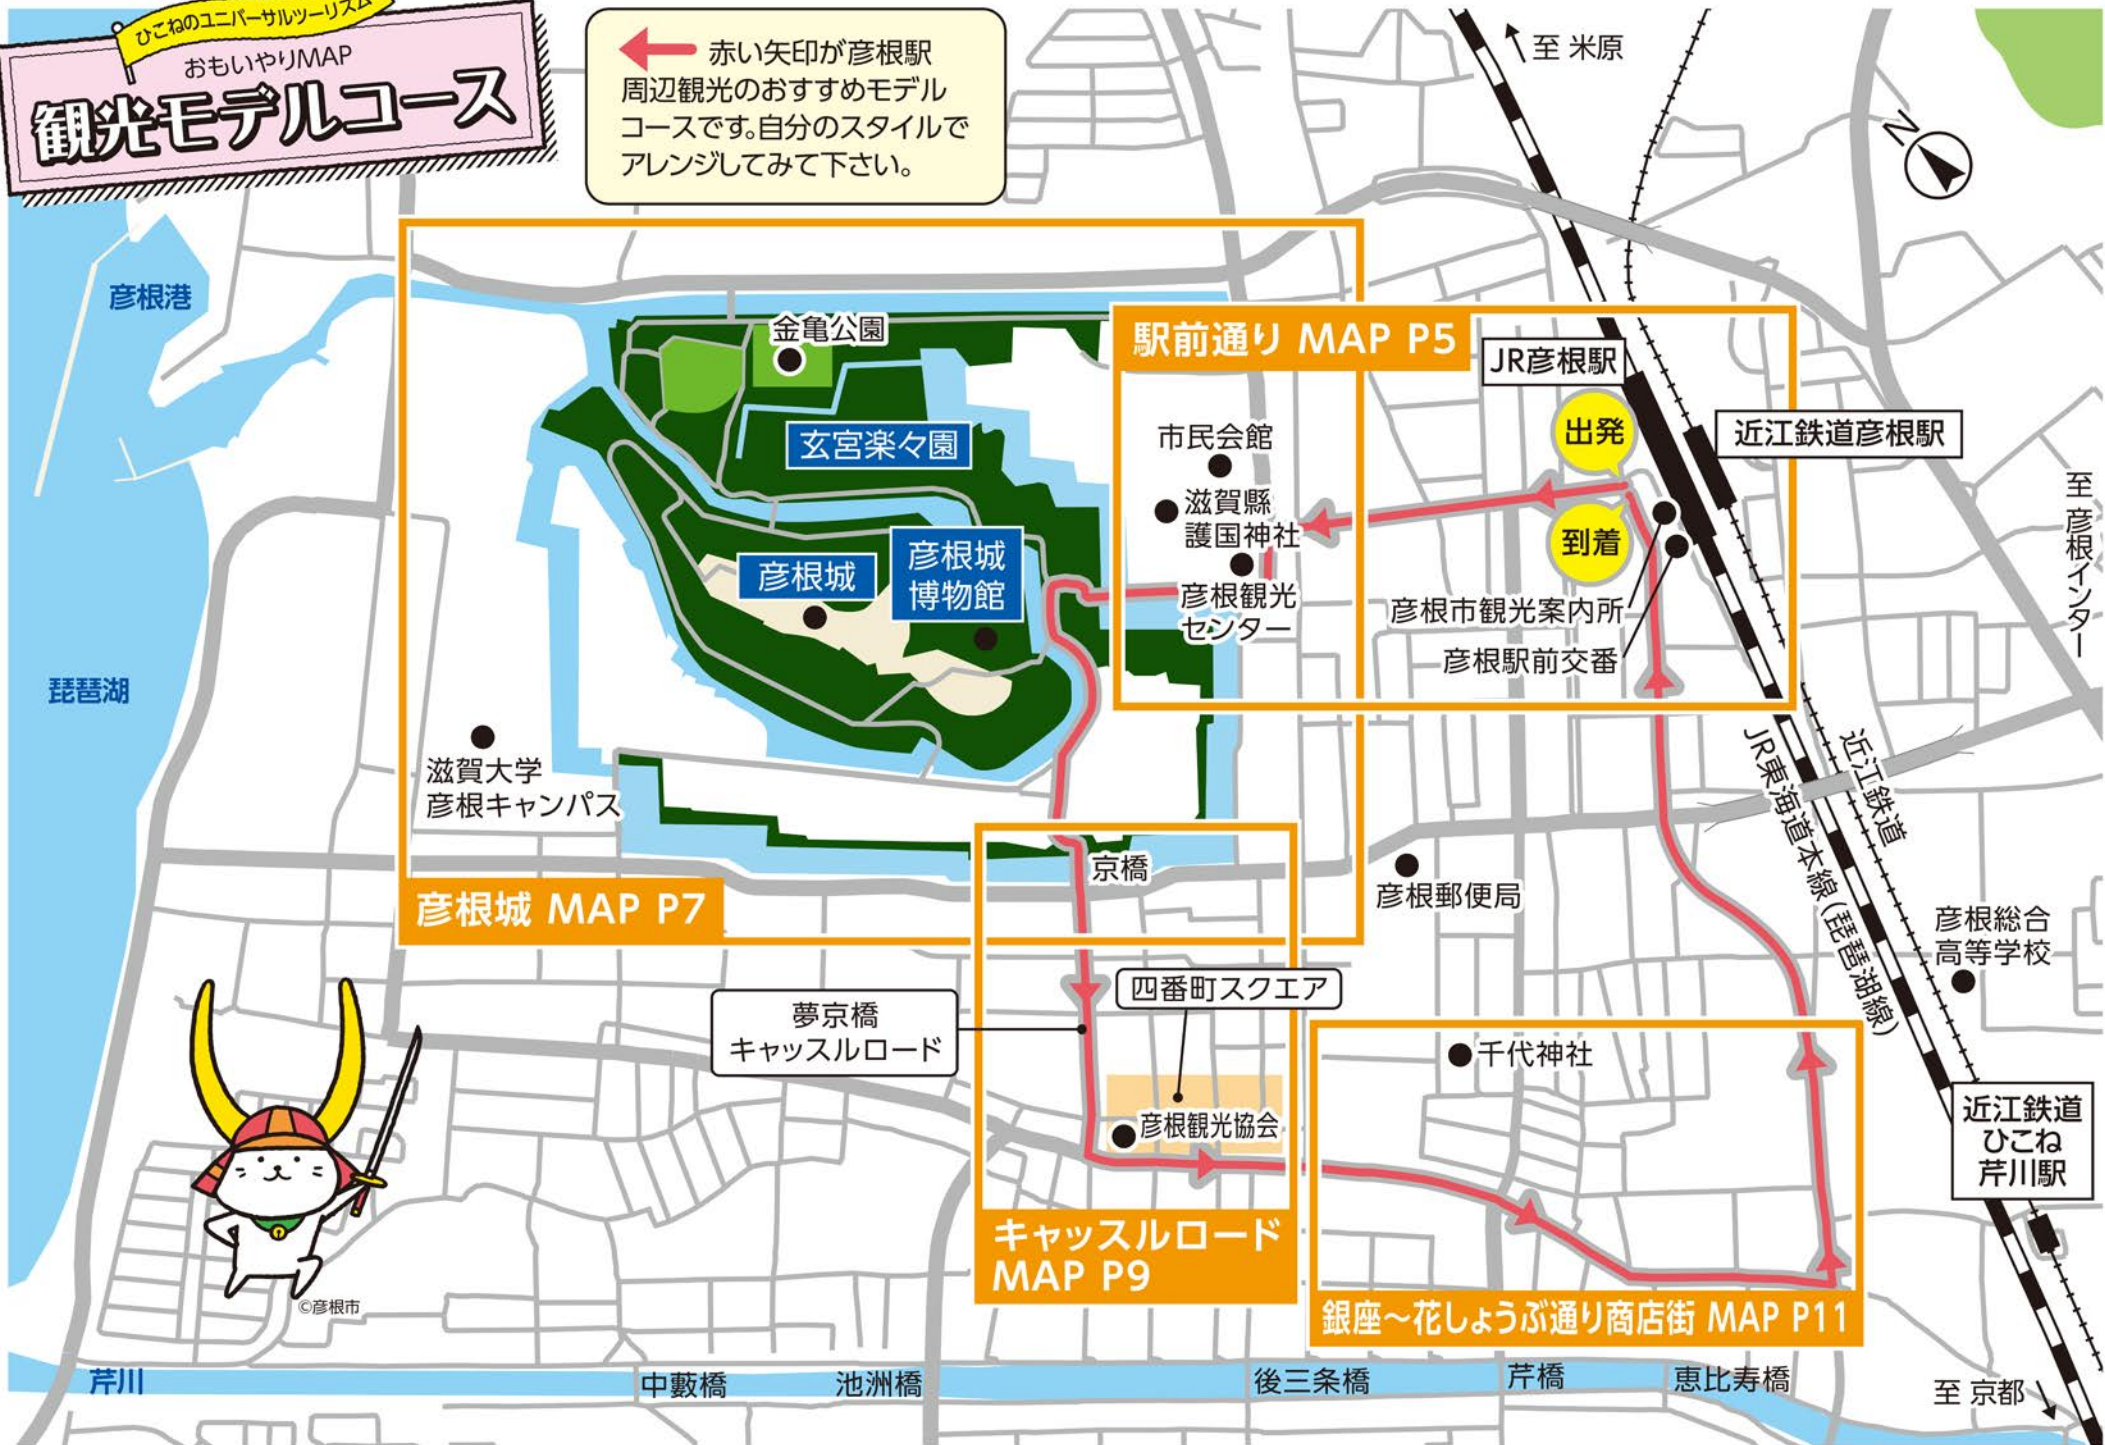 ひこねのユニバーサルツーリズム
おもいやりMAP
観光モデルコース
赤い矢印が彦根駅
周辺観光のおすすめモデル
コースです。自分のスタイルで
アレンジしてみて下さい。
至 米原
N
彦根港
金亀公園
駅前通り MAP P5
JR彦根駅
出発
近江鉄道彦根駅
市民会館
玄宮楽々園
滋賀縣
護国神社
到着
至 彦根インター
彦根城
彦根城
博物館
彦根観光
センター
彦根市観光案内所
彦根駅前交番
琵琶湖
滋賀大学
彦根キャンパス
JR東海道本線(琵琶湖線)
近江鉄道
京橋
彦根郵便局
彦根城 MAP P7
彦根総合
高等学校
四番町スクエア
夢京橋
キャッスルロード
千代神社
彦根観光協会
近江鉄道
ひこね
芹川駅
キャッスルロード
MAP P9
©彦根市
銀座～花しょうぶ通り商店街 MAP P11
芹川
中藪橋
池洲橋
後三条橋
芹橋
恵比寿橋
至 京都